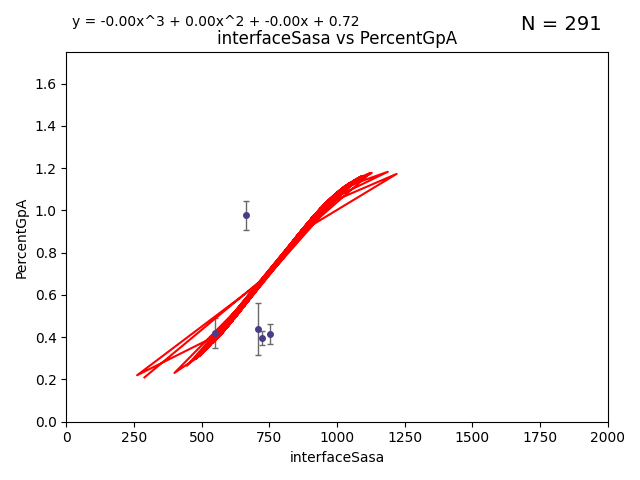 y = -0.00x^3 + 0.00x^2 + -0.00x + 0.72
N = 291
interfaceSasa vs PercentGpA
PercentGpA
1.6
1.4
1.2
1.0
0.8
0.6
0.4
0.2
0.0
0 250 500 750 1000 1250 1500 1750 2000
interfaceSasa